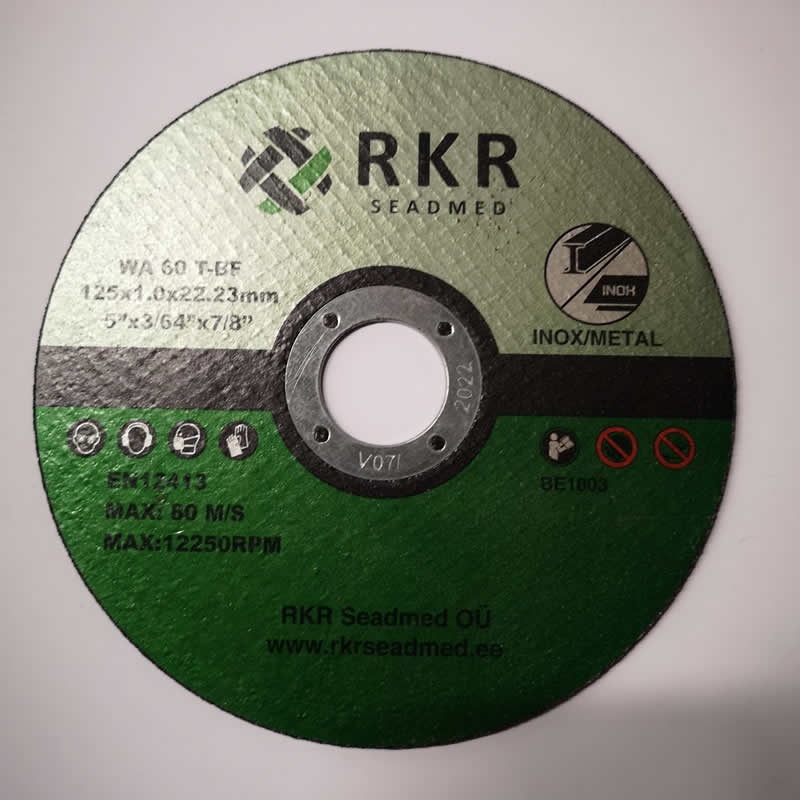 RKR
SEADMED
WA 60 T-BF
125x1.0x22.23mm
5"x3/64"x7/8"
INOX
INOX/METAL
2022
V07/
EN12413
MAX: 80 M/S
MAX:12250RPM
BE1003
RKR Seadmed OÜ
www.rkrseadmed.ee